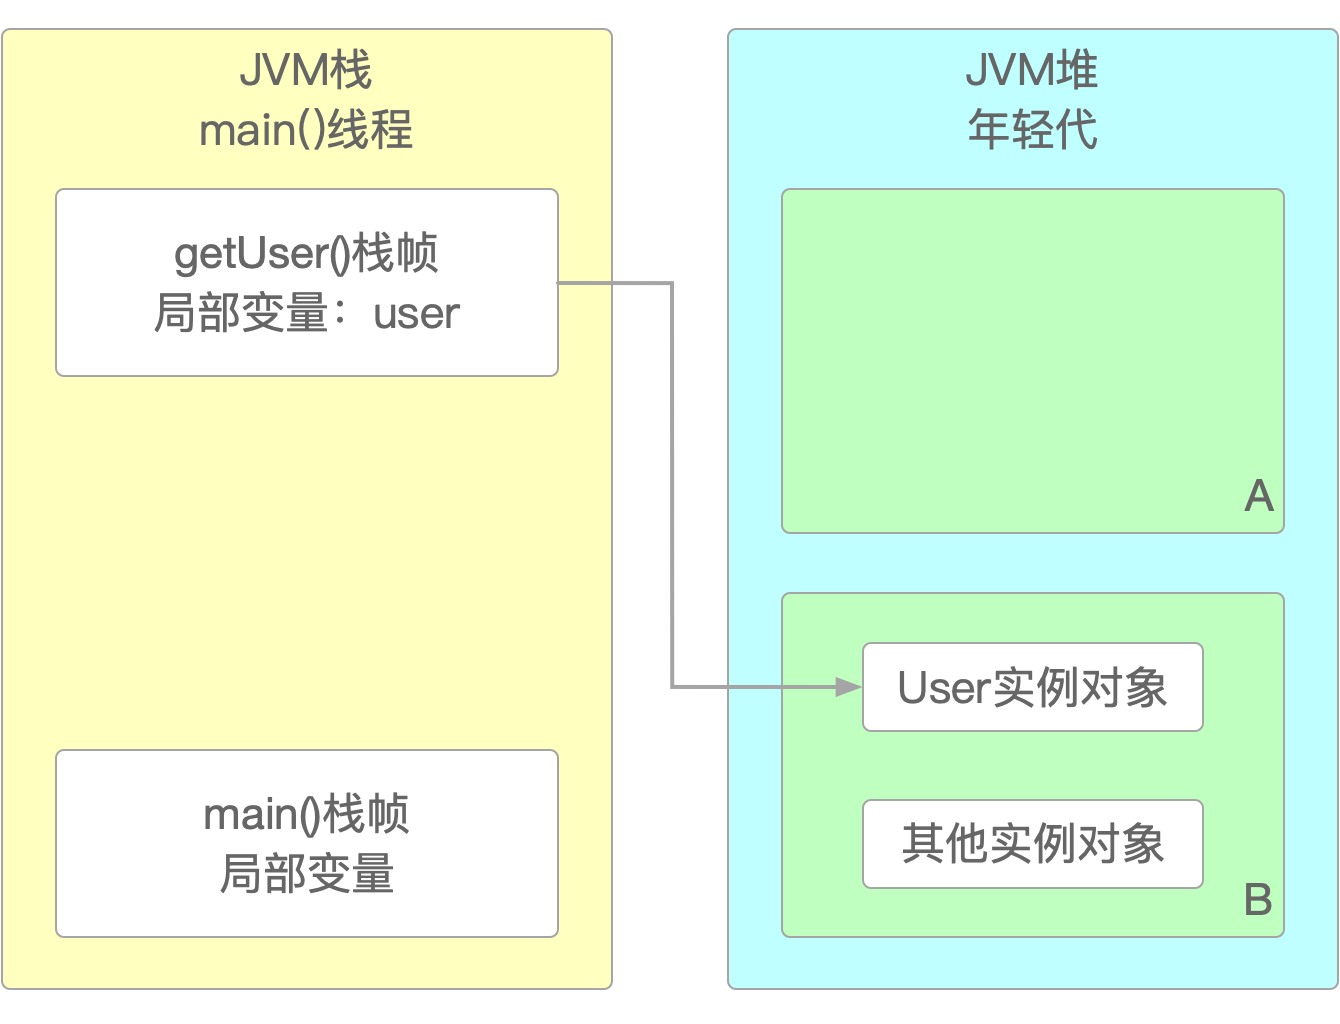 JVM栈
main()线程
getUser()栈帧
局部变量：user
main()栈帧
局部变量
JVM堆
年轻代
A
User实例对象
其他实例对象
B